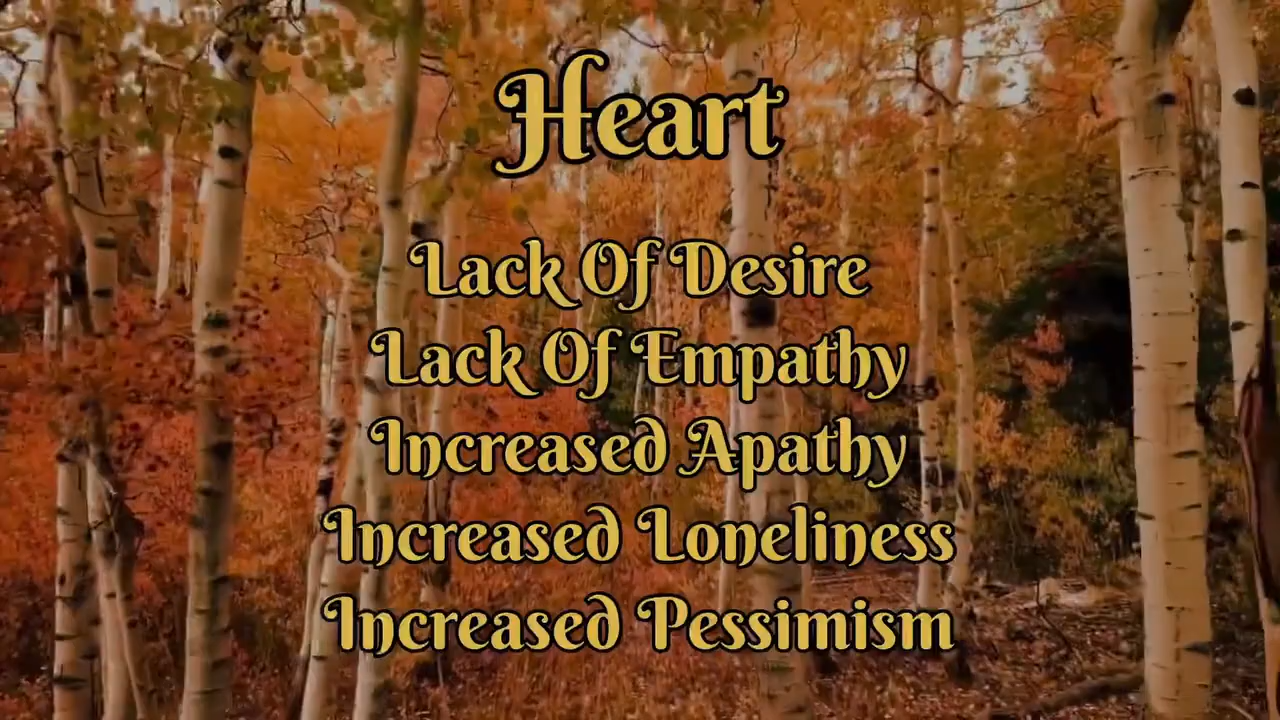 Heart
Lack Of Desire
Lack Of Empathy
Increased Apathy
Increased Loneliness
Increased Pessimism